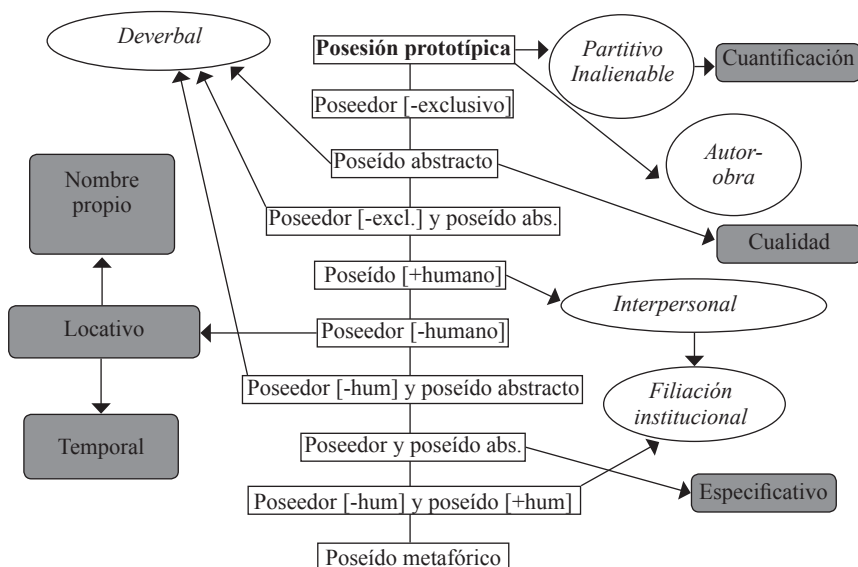 Deverbal
Posesión prototípica
Partitivo
Inalienable
Cuantificación
Poseedor [-exclusivo]
Autor-
obra
Poseído abstracto
Nombre
propio
Poseedor [-excl.] y poseído abs.
Cualidad
Poseído [+humano]
Interpersonal
Locativo
Poseedor [-humano]
Poseedor [-hum] y poseído abstracto
Filiación
institucional
Temporal
Poseedor y poseído abs.
Especificativo
Poseedor [-hum] y poseído [+hum]
Poseído metafórico